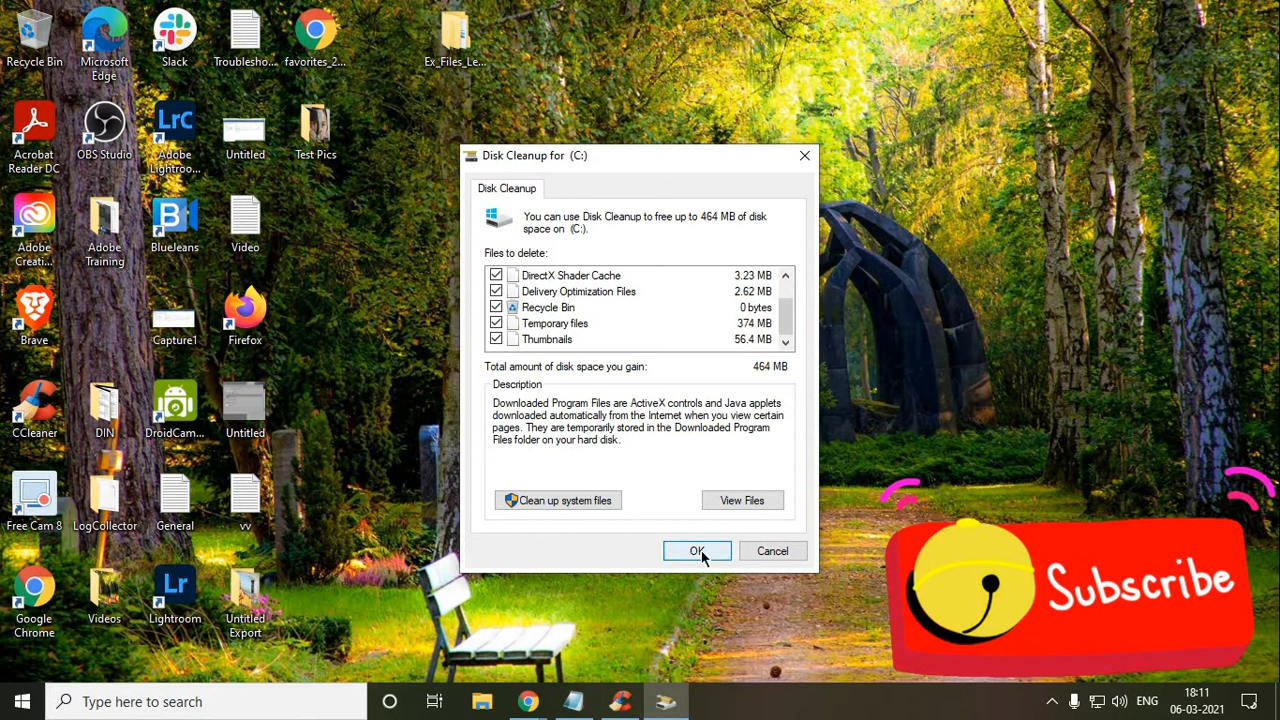 Recycle Bin
Microsoft
Edge
Slack
Troublesho...
favorites_2...
Ex_Files_Le...
Acrobat
Reader DC
OBS Studio
Adobe
Lightroo...
Untitled
Test Pics
Adobe
Creati...
Adobe
Training
BlueJeans
Video
Brave
Capture1
Firefox
CCleaner
DIN
DroidCam...
Untitled
Free Cam 8
LogCollector
General
vv
Google
Chrome
Videos
Lightroom
Untitled
Export
Disk Cleanup for (C:)
Disk Cleanup
You can use Disk Cleanup to free up to 464 MB of disk
space on (C:).
Files to delete:
DirectX Shader Cache 3.23 MB
Delivery Optimization Files 2.62 MB
Recycle Bin 0 bytes
Temporary files 374 MB
Thumbnails 56.4 MB
Total amount of disk space you gain: 464 MB
Description
Downloaded Program Files are ActiveX controls and Java applets
downloaded automatically from the Internet when you view certain
pages. They are temporarily stored in the Downloaded Program
Files folder on your hard disk.
Clean up system files
View Files
OK
Cancel
Subscribe
Type here to search
ENG
18:11
06-03-2021